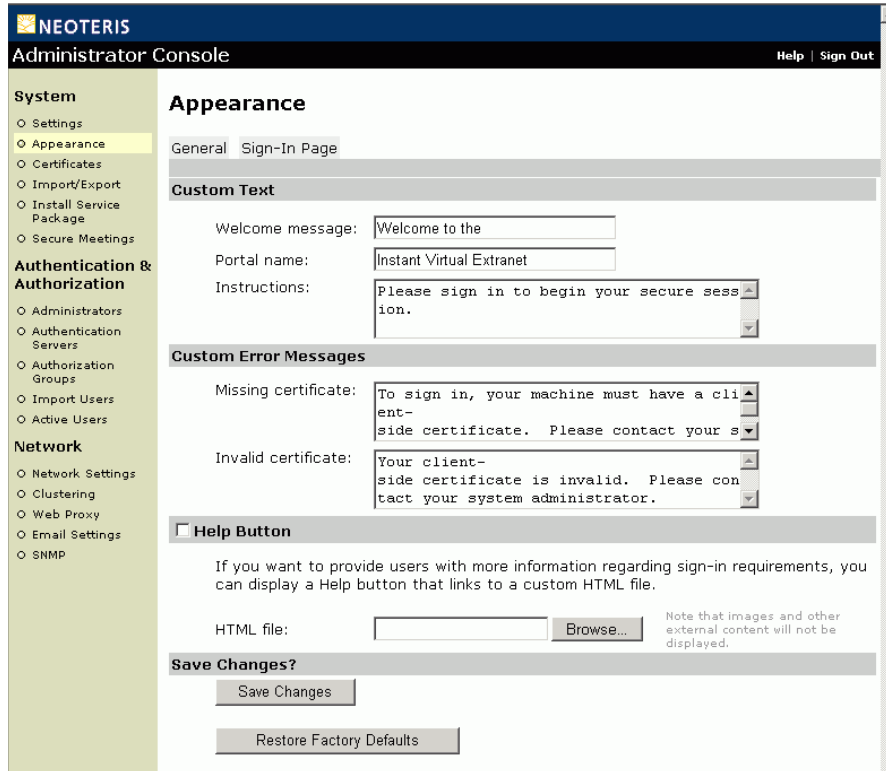 NEOTERIS
Administrator Console
Help | Sign Out
System
Settings
Appearance
Certificates
Import/Export
Install Service
Package
Secure Meetings
Authentication &
Authorization
Administrators
Authentication
Servers
Authorization
Groups
Import Users
Active Users
Network
Network Settings
Clustering
Web Proxy
Email Settings
SNMP
Appearance
General Sign-In Page
Custom Text
Welcome message: Welcome to the
Portal name: Instant Virtual Extranet
Instructions: Please sign in to begin your secure sess
ion.
Custom Error Messages
Missing certificate: To sign in, your machine must have a cli
ent-
side certificate.  Please contact your s
Invalid certificate: Your client-
side certificate is invalid.  Please con
tact your system administrator.
Help Button
If you want to provide users with more information regarding sign-in requirements, you
can display a Help button that links to a custom HTML file.
HTML file: Browse...
Note that images and other
external content will not be
displayed.
Save Changes?
Save Changes
Restore Factory Defaults